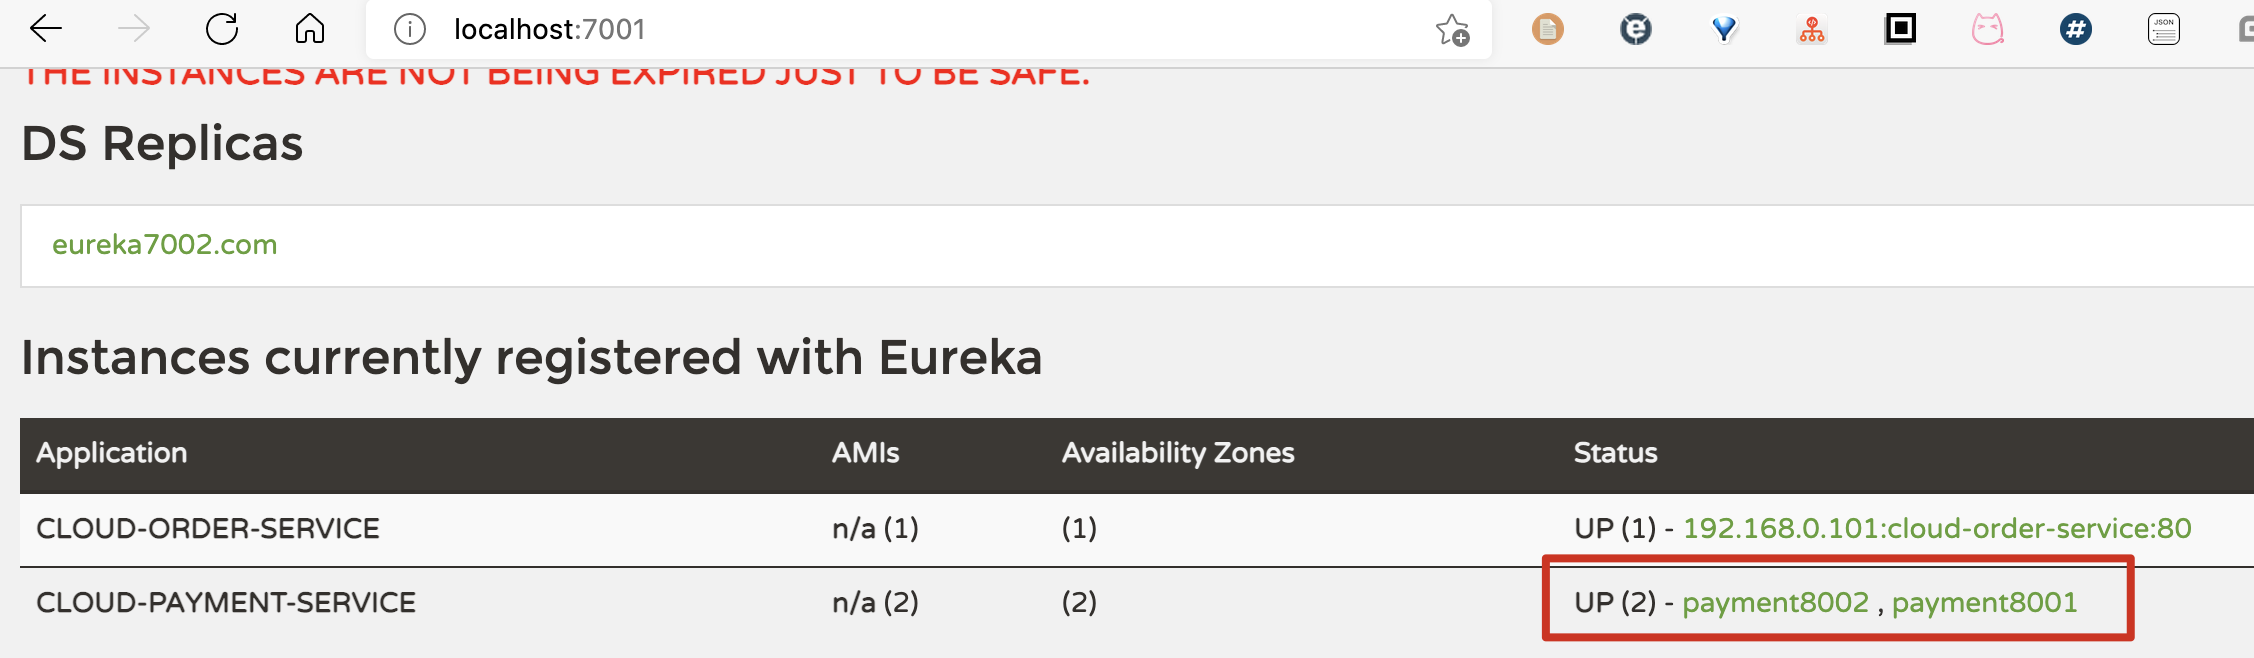 localhost:7001
JSON
THE INSTANCES ARE NOT BEING EXPIRED JUST TO BE SAFE.
DS Replicas
eureka7002.com
Instances currently registered with Eureka
Application AMIs Availability Zones Status
CLOUD-ORDER-SERVICE n/a (1) (1) UP (1) - 192.168.0.101:cloud-order-service:80
CLOUD-PAYMENT-SERVICE n/a (2) (2) UP (2) - payment8002 , payment8001